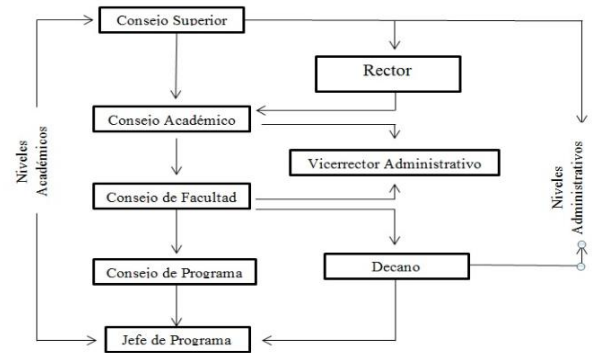 Consejo Superior
Rector
Consejo Académico
Vicerrector Administrativo
Niveles
Académicos
Niveles
Administrativos
Consejo de Facultad
Consejo de Programa
Decano
Jefe de Programa